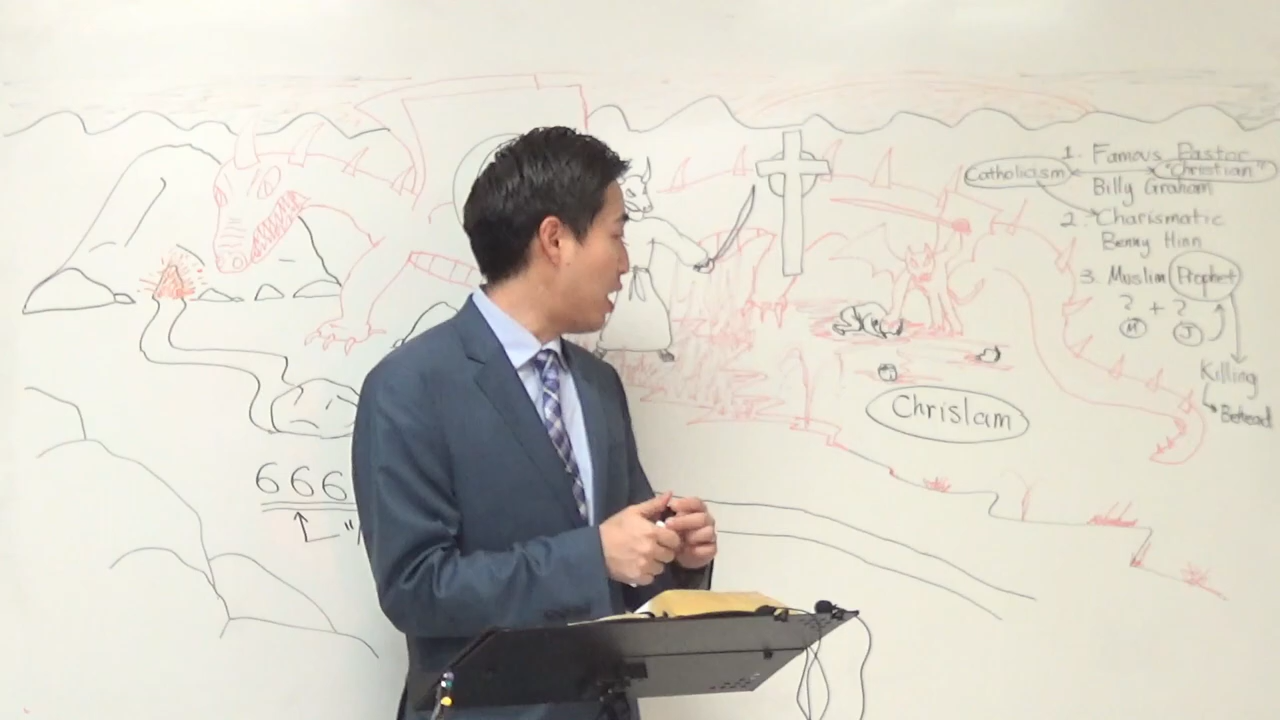 1. Famous Pastor
Catholicism
"Christian"
Billy Graham
2. Charismatic
Benny Hinn
3. Muslim Prophet
? + ?
M J
Killing
Behead
Chrislam
666